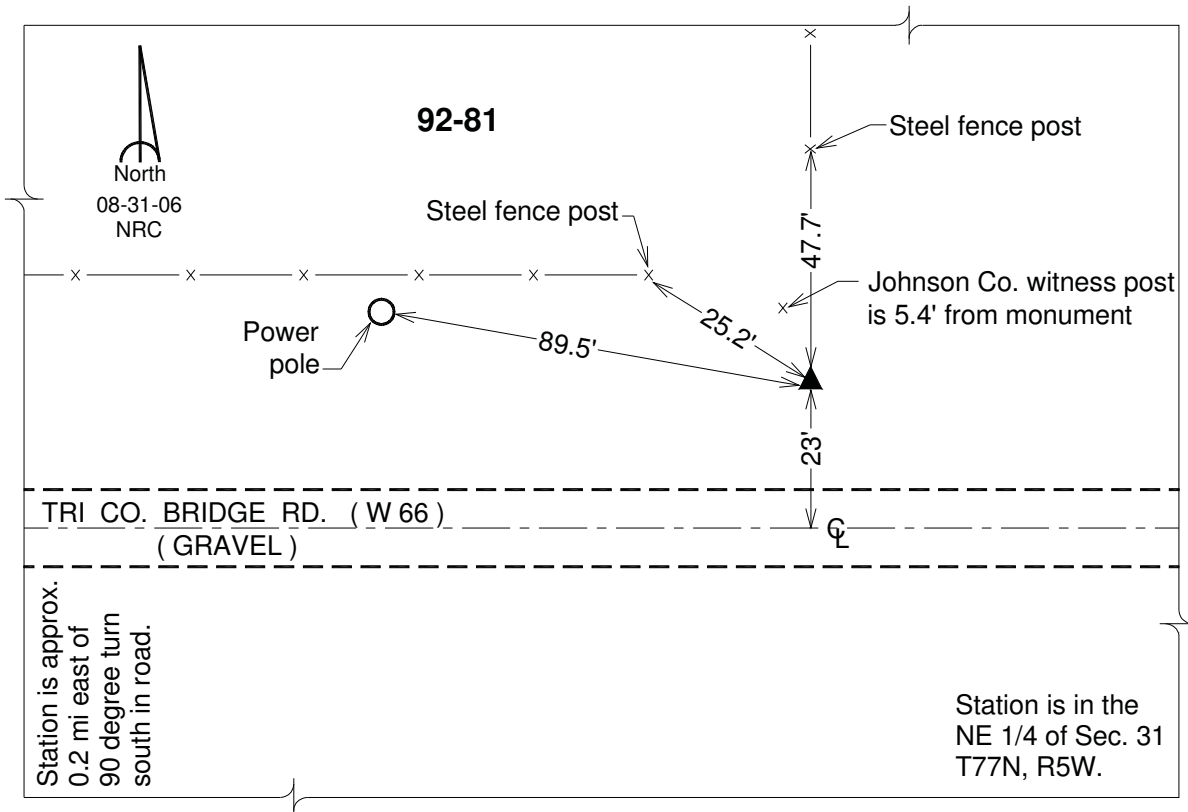 92-81
North
08-31-06
NRC
Steel fence post
Steel fence post
47.7'
Johnson Co. witness post
is 5.4' from monument
25.2'
Power
pole
89.5'
23'
TRI CO. BRIDGE RD. ( W 66 )
( GRAVEL )
℄
Station is approx.
0.2 mi east of
90 degree turn
south in road.
Station is in the
NE 1/4 of Sec. 31
T77N, R5W.